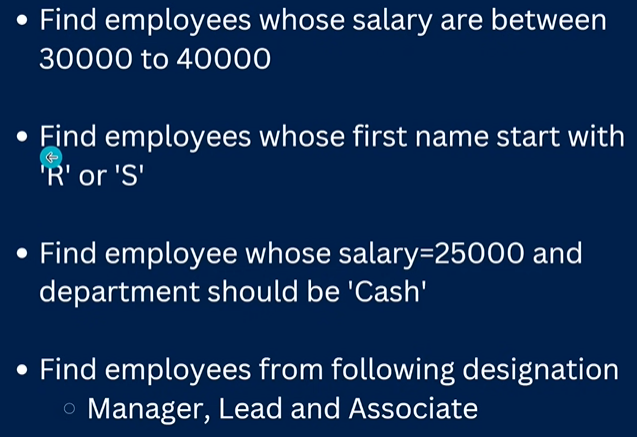 Find employees whose salary are between
30000 to 40000
Find employees whose first name start with
'R' or 'S'
Find employee whose salary=25000 and
department should be 'Cash'
Find employees from following designation
Manager, Lead and Associate